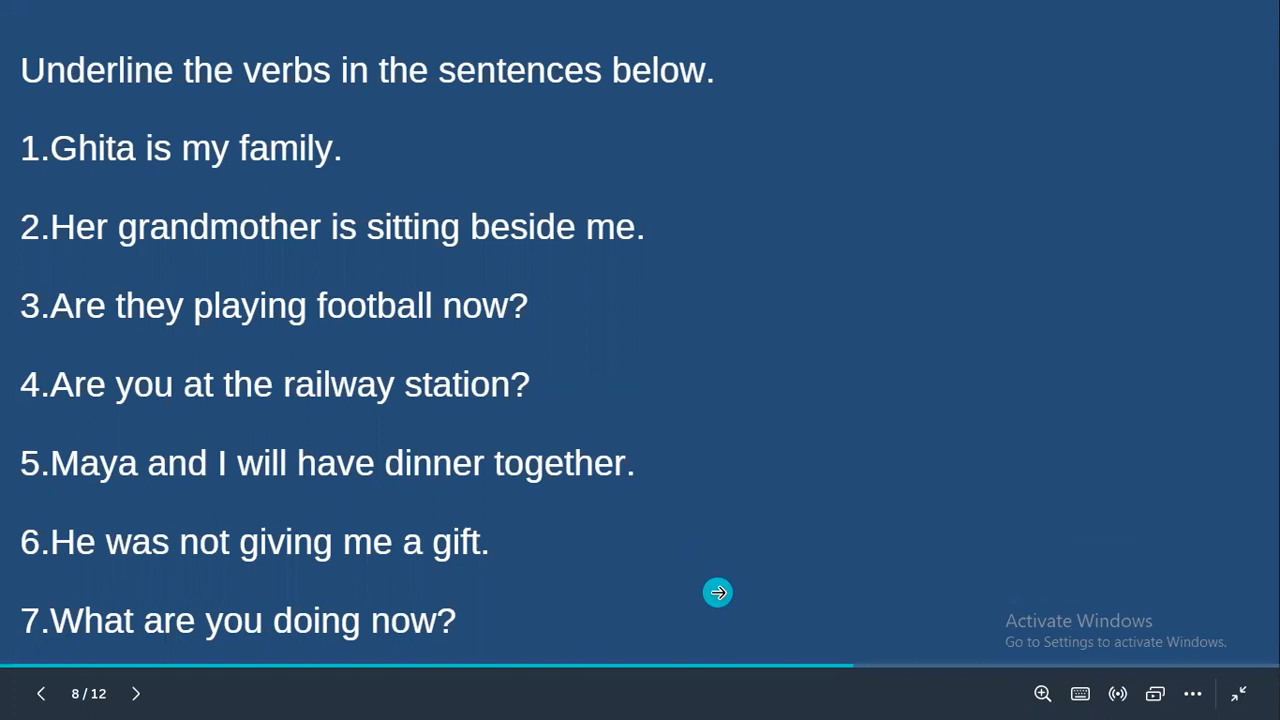 Underline the verbs in the sentences below.
1.Ghita is my family.
2.Her grandmother is sitting beside me.
3.Are they playing football now?
4.Are you at the railway station?
5.Maya and I will have dinner together.
6.He was not giving me a gift.
7.What are you doing now?
Activate Windows
Go to Settings to activate Windows.
8 / 12